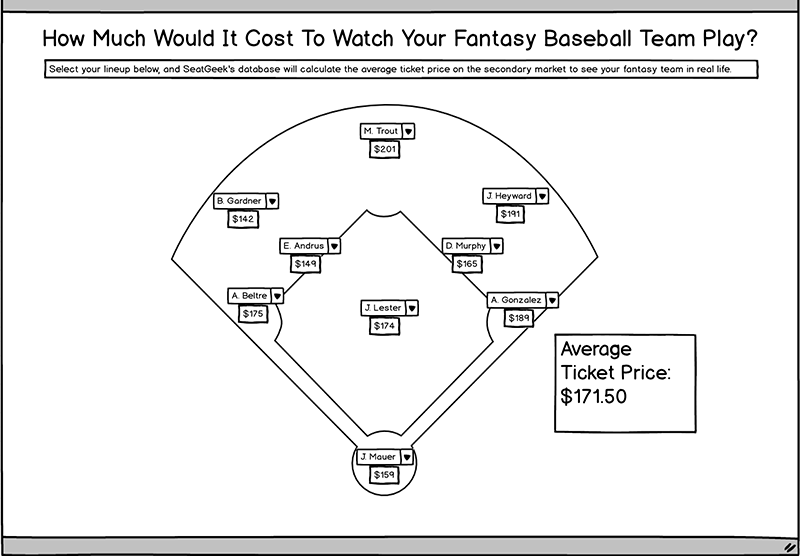 How Much Would It Cost To Watch Your Fantasy Baseball Team Play?
Select your lineup below, and SeatGeek's database will calculate the average ticket price on the secondary market to see your fantasy team in real life.
M. Trout
$201
B. Gardner
$142
J. Heyward
$191
E. Andrus
$149
D. Murphy
$165
A. Beltre
$175
J. Lester
$174
A. Gonzalez
$189
Average
Ticket Price:
$171.50
J. Mauer
$159